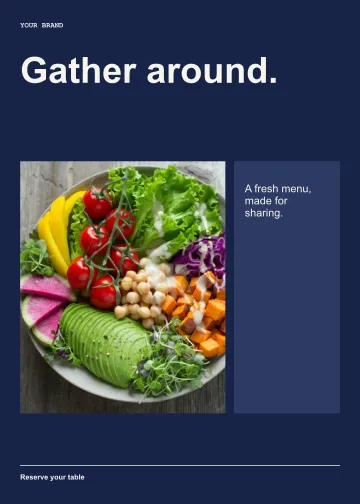 YOUR BRAND
Gather around.
A fresh menu,
made for
sharing.
Reserve your table